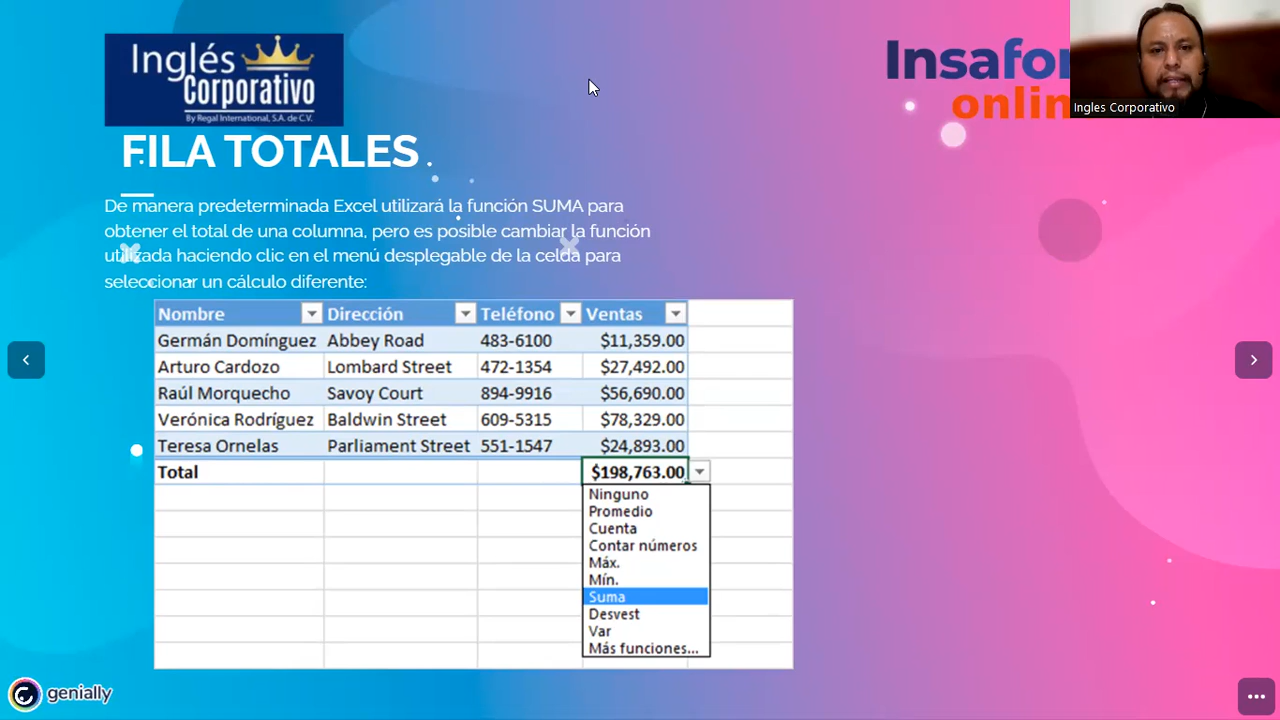 Inglés
Corporativo
By Regal International, S.A. de C.V.
Insafo
onlin
Ingles Corporativo
FILA TOTALES
De manera predeterminada Excel utilizará la función SUMA para
obtener el total de una columna, pero es posible cambiar la función
utilizada haciendo clic en el menú desplegable de la celda para
seleccionar un cálculo diferente:
Nombre Dirección Teléfono Ventas
Germán Domínguez Abbey Road 483-6100 $11,359.00
Arturo Cardozo Lombard Street 472-1354 $27,492.00
Raúl Morquecho Savoy Court 894-9916 $56,690.00
Verónica Rodríguez Baldwin Street 609-5315 $78,329.00
Teresa Ornelas Parliament Street 551-1547 $24,893.00
Total $198,763.00
Ninguno
Promedio
Cuenta
Contar números
Máx.
Mín.
Suma
Desvest
Var
Más funciones...
genially